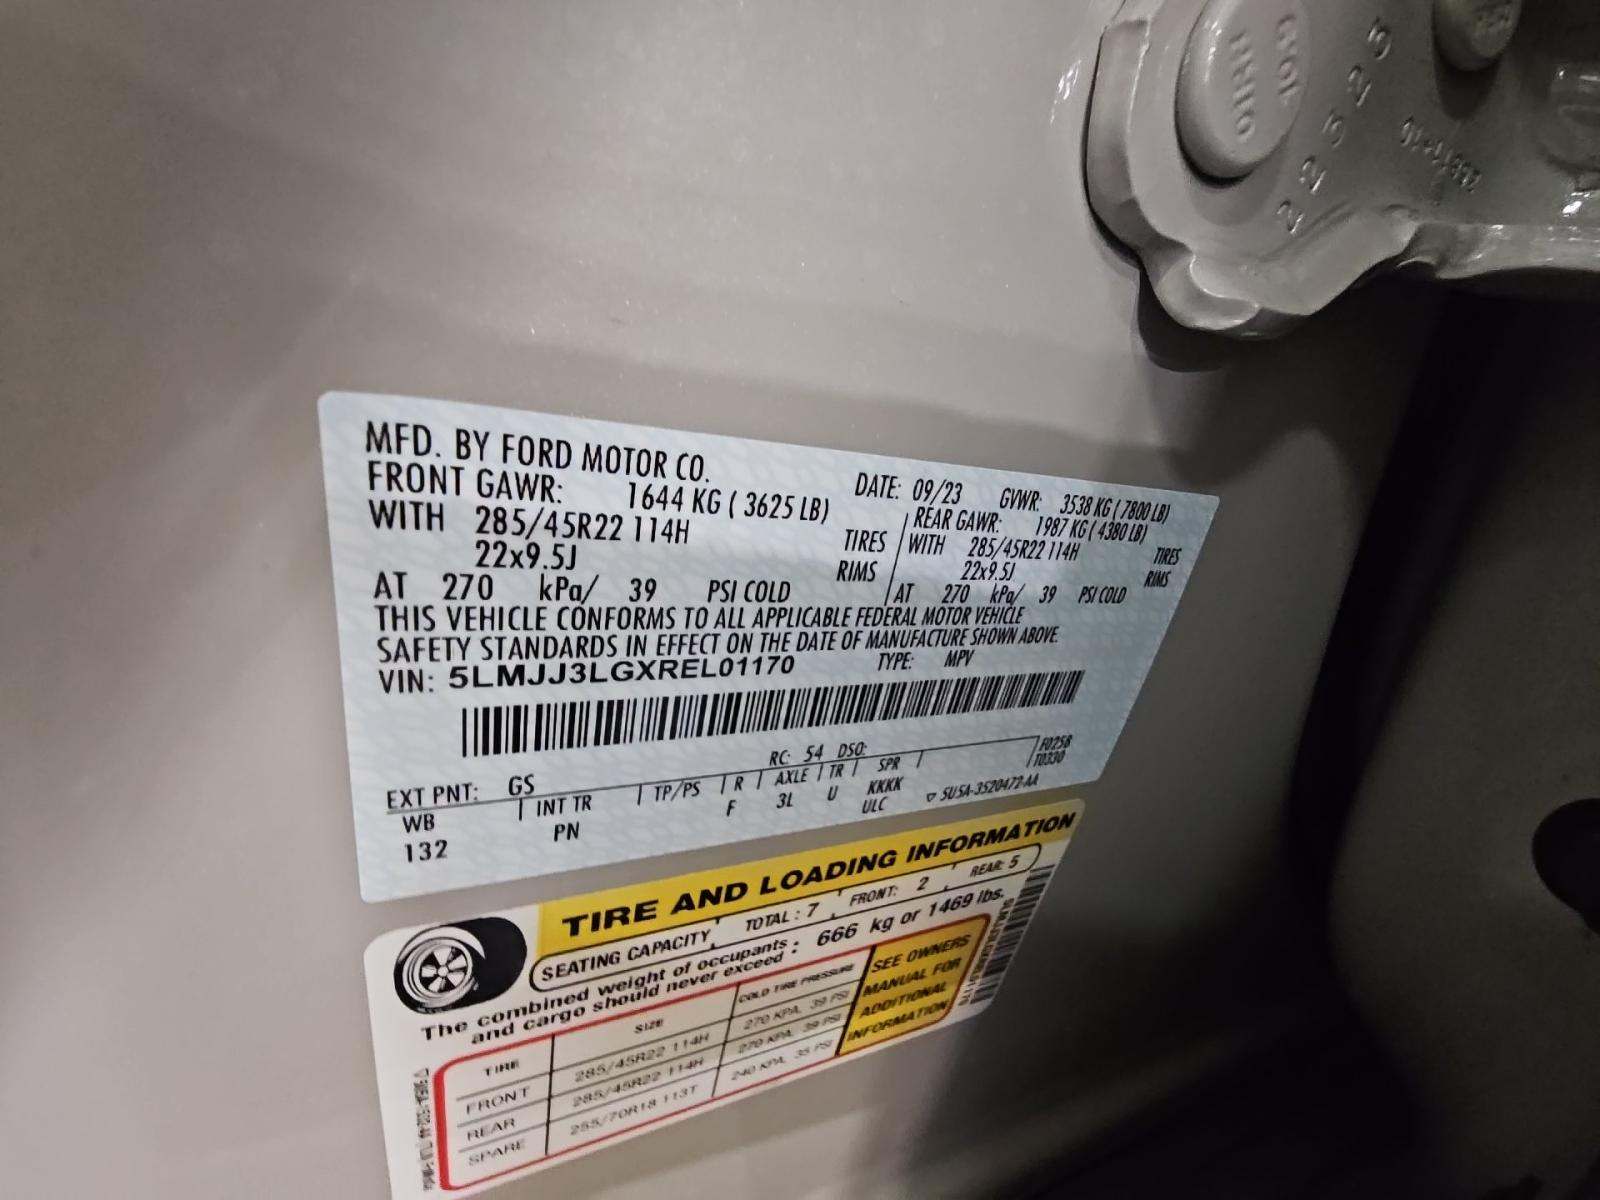 2 2 3 2 3
MFD. BY FORD MOTOR CO.
DATE: 09/23 GVWR: 3538 KG ( 7800 LB)
FRONT GAWR: 1644 KG ( 3625 LB)
REAR GAWR: 1987 KG ( 4380 LB)
WITH 285/45R22 114H TIRES
WITH 285/45R22 114H TIRES
22x9.5J RIMS
22x9.5J RIMS
AT 270 kPa/ 39 PSI COLD
AT 270 kPa/ 39 PSI COLD
THIS VEHICLE CONFORMS TO ALL APPLICABLE FEDERAL MOTOR VEHICLE
SAFETY STANDARDS IN EFFECT ON THE DATE OF MANUFACTURE SHOWN ABOVE.
VIN: 5LMJJ3LGXREL01170 TYPE: MPV
EXT PNT: GS RC: 54 DSO: F0258
T0330
WB INT TR TP/PS R AXLE TR SPR
132 PN F 3L U KKKK
ULC
▽ 5U5A-3520472-AA
TIRE AND LOADING INFORMATION
SEATING CAPACITY TOTAL: 7 FRONT: 2 REAR: 5
The combined weight of occupants and cargo should never exceed : 666 kg or 1469 lbs.
TIRE SIZE COLD TIRE PRESSURE
FRONT 285/45R22 114H 270 KPA, 39 PSI
REAR 285/45R22 114H 270 KPA, 39 PSI
SPARE 255/70R18 113T 240 KPA, 35 PSI
SEE OWNERS
MANUAL FOR
ADDITIONAL
INFORMATION